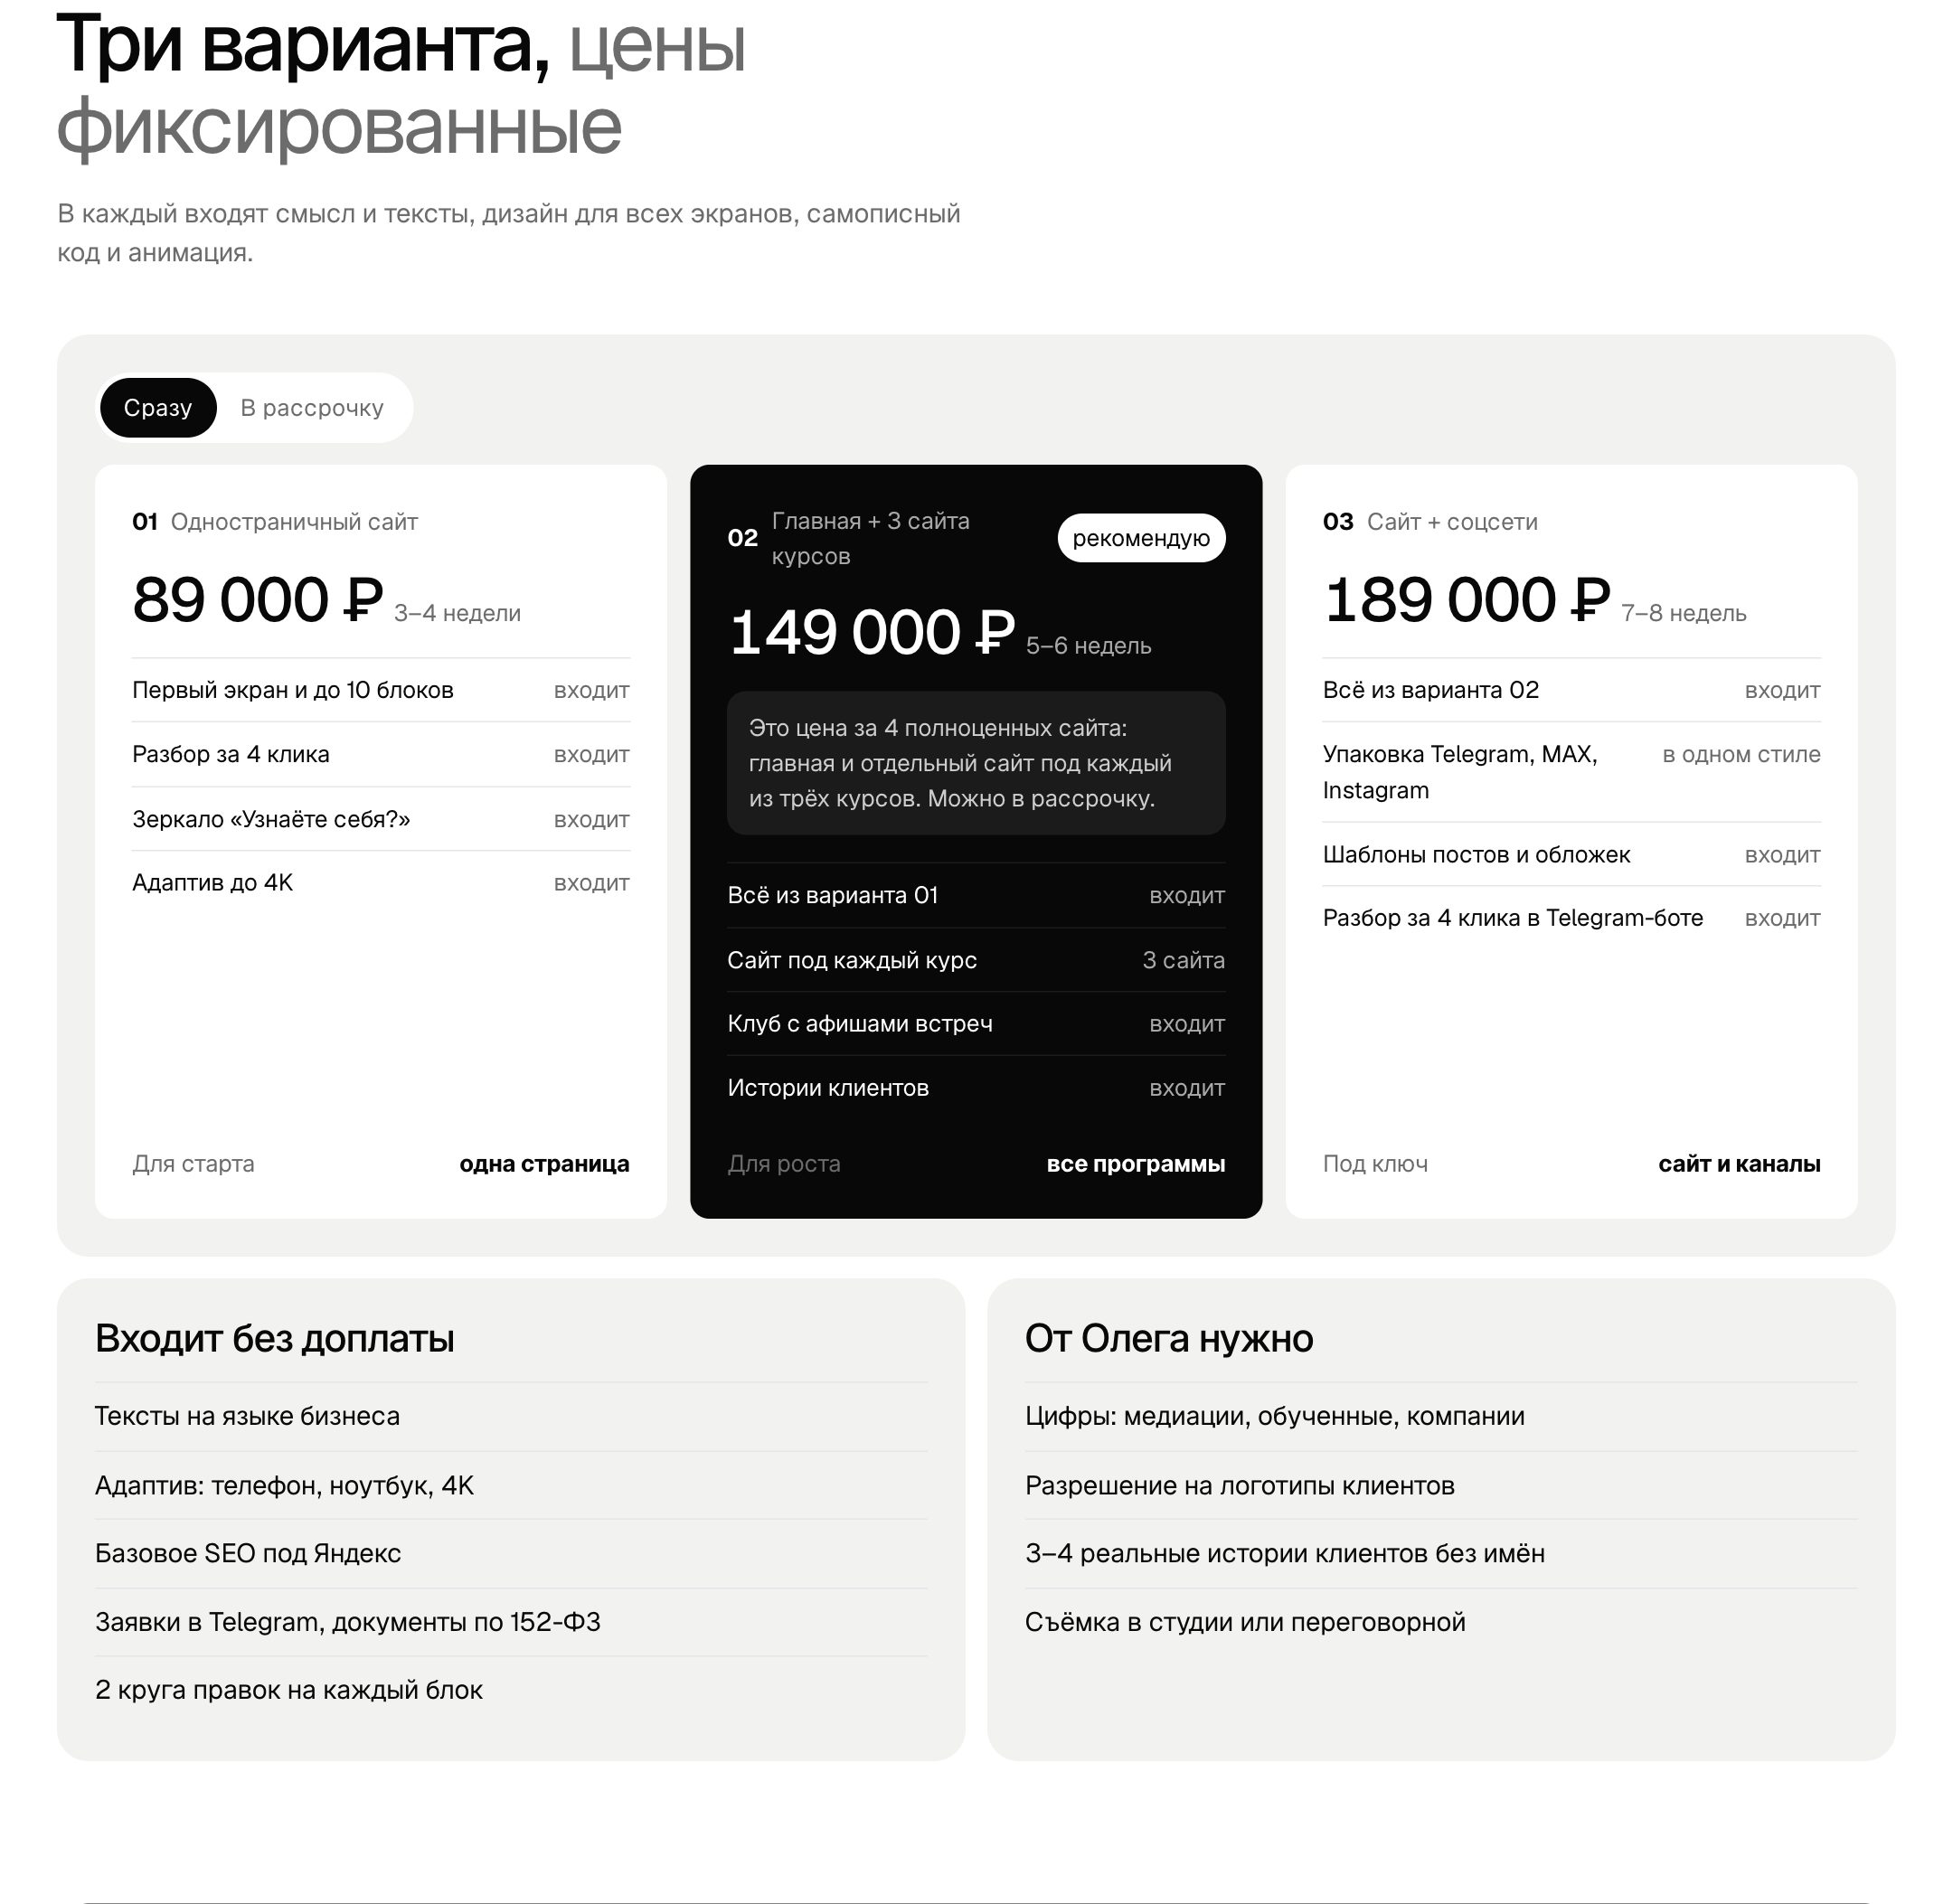 Три варианта, цены
фиксированные
В каждый входят смысл и тексты, дизайн для всех экранов, самописный
код и анимация.
Сразу
В рассрочку
01 Одностраничный сайт
89 000 ₽ 3–4 недели
Первый экран и до 10 блоков входит
Разбор за 4 клика входит
Зеркало «Узнаёте себя?» входит
Адаптив до 4K входит
Для старта одна страница
02 Главная + 3 сайта
курсов
рекомендую
149 000 ₽ 5–6 недель
Это цена за 4 полноценных сайта:
главная и отдельный сайт под каждый
из трёх курсов. Можно в рассрочку.
Всё из варианта 01 входит
Сайт под каждый курс 3 сайта
Клуб с афишами встреч входит
Истории клиентов входит
Для роста все программы
03 Сайт + соцсети
189 000 ₽ 7–8 недель
Всё из варианта 02 входит
Упаковка Telegram, MAX, в одном стиле
Instagram
Шаблоны постов и обложек входит
Разбор за 4 клика в Telegram-боте входит
Под ключ сайт и каналы
Входит без доплаты
Тексты на языке бизнеса
Адаптив: телефон, ноутбук, 4K
Базовое SEO под Яндекс
Заявки в Telegram, документы по 152-ФЗ
2 круга правок на каждый блок
От Олега нужно
Цифры: медиации, обученные, компании
Разрешение на логотипы клиентов
3–4 реальные истории клиентов без имён
Съёмка в студии или переговорной